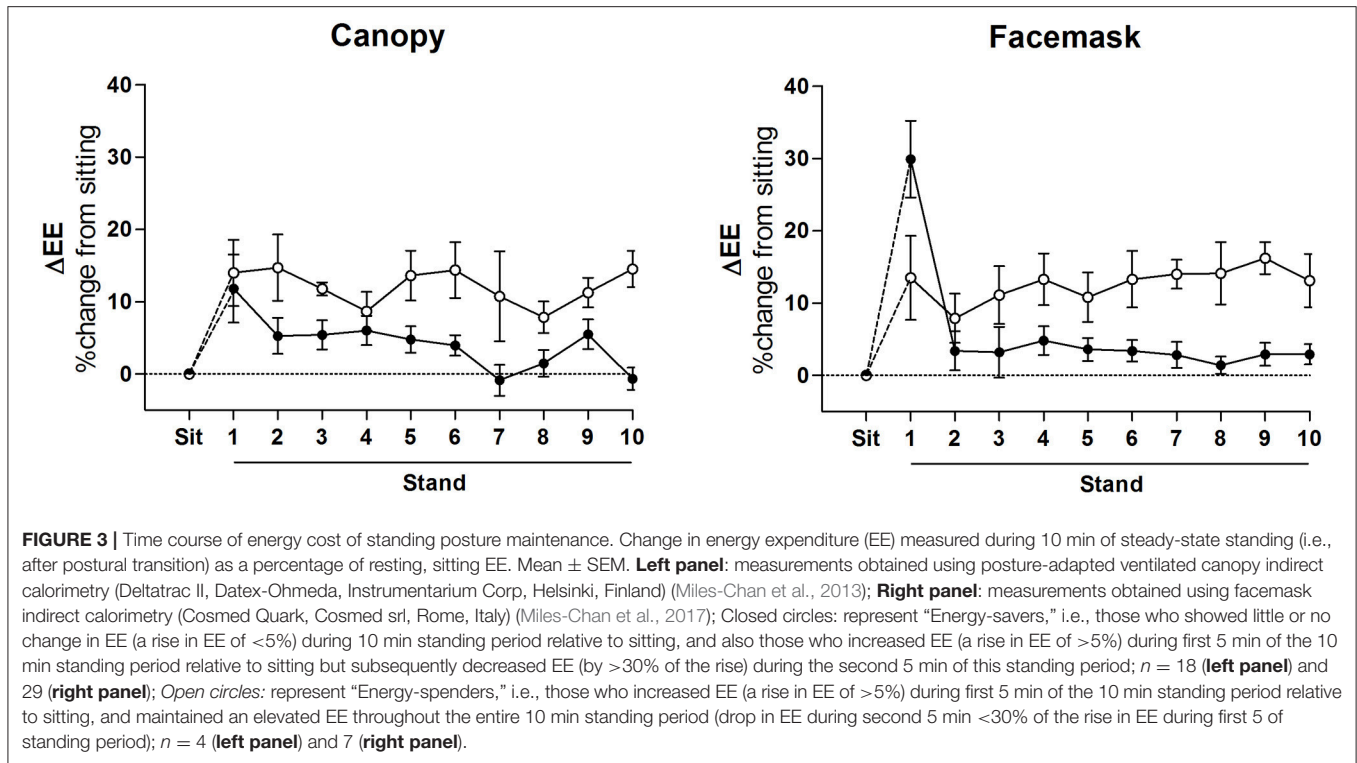 Canopy
40
30
20
10
0
ΔEE
%change from sitting
Sit 1 2 3 4 5 6 7 8 9 10
Stand
Facemask
40
30
20
10
0
ΔEE
%change from sitting
Sit 1 2 3 4 5 6 7 8 9 10
Stand
FIGURE 3 | Time course of energy cost of standing posture maintenance. Change in energy expenditure (EE) measured during 10 min of steady-state standing (i.e.,
after postural transition) as a percentage of resting, sitting EE. Mean ± SEM. Left panel: measurements obtained using posture-adapted ventilated canopy indirect
calorimetry (Deltatrac II, Datex-Ohmeda, Instrumentarium Corp, Helsinki, Finland) (Miles-Chan et al., 2013); Right panel: measurements obtained using facemask
indirect calorimetry (Cosmed Quark, Cosmed srl, Rome, Italy) (Miles-Chan et al., 2017); Closed circles: represent “Energy-savers,” i.e., those who showed little or no
change in EE (a rise in EE of <5%) during 10 min standing period relative to sitting, and also those who increased EE (a rise in EE of >5%) during first 5 min of the 10
min standing period relative to sitting but subsequently decreased EE (by >30% of the rise) during the second 5 min of this standing period; n = 18 (left panel) and
29 (right panel); Open circles: represent “Energy-spenders,” i.e., those who increased EE (a rise in EE of >5%) during first 5 min of the 10 min standing period relative
to sitting, and maintained an elevated EE throughout the entire 10 min standing period (drop in EE during second 5 min <30% of the rise in EE during first 5 of
standing period); n = 4 (left panel) and 7 (right panel).